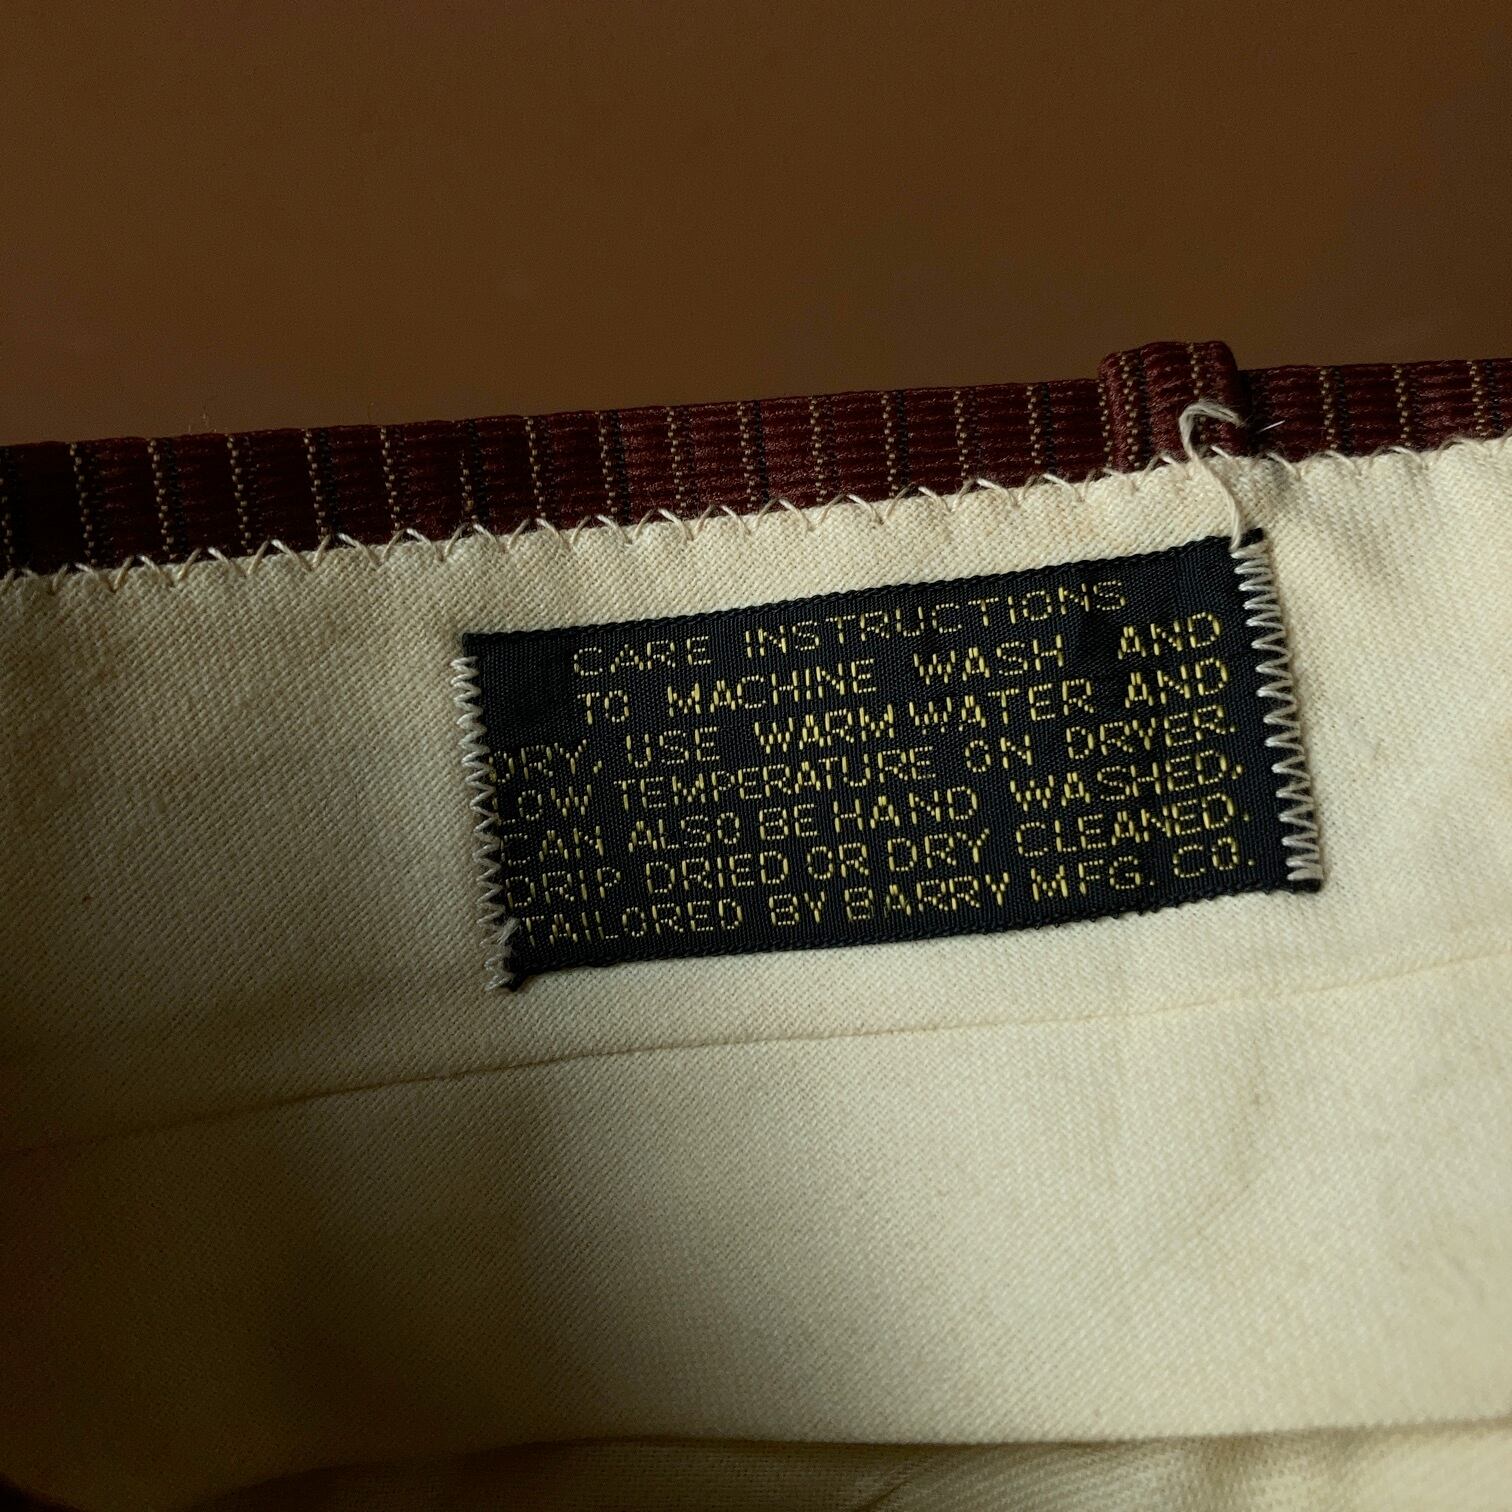 CARE INSTRUCTIONS
TO MACHINE WASH AND
DRY, USE WARM WATER AND
LOW TEMPERATURE ON DRYER.
CAN ALSO BE HAND WASHED,
DRIP DRIED OR DRY CLEANED.
TAILORED BY BARRY MFG. CO.